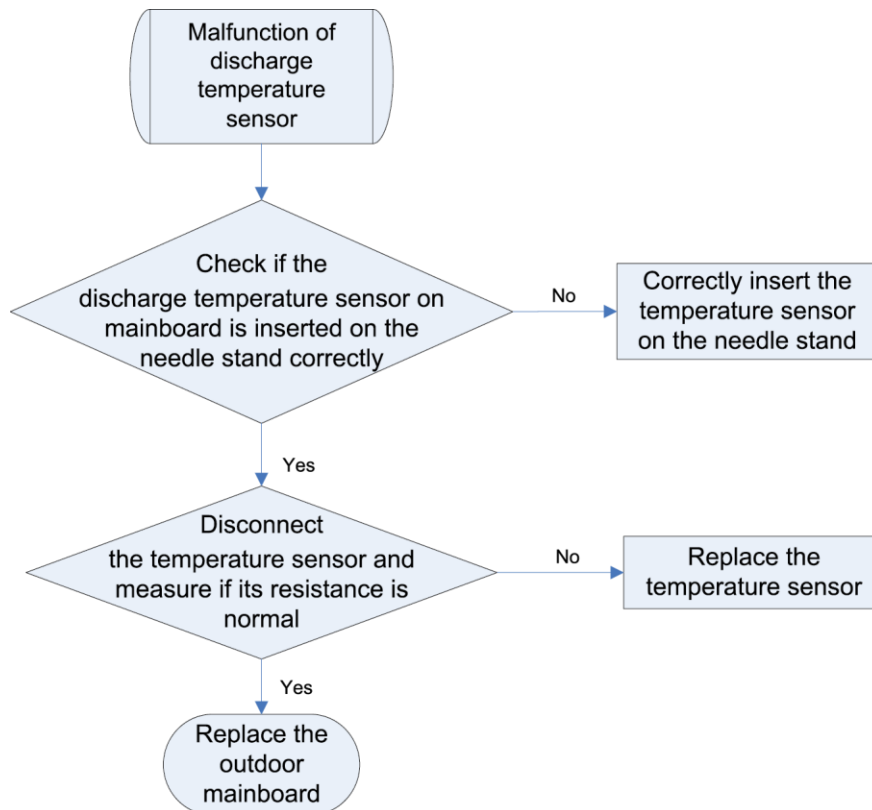 Malfunction of
discharge
temperature
sensor
Check if the
discharge temperature sensor on
mainboard is inserted on the
needle stand correctly
No
Correctly insert the
temperature sensor
on the needle stand
Yes
Disconnect
the temperature sensor and
measure if its resistance is
normal
No
Replace the
temperature sensor
Yes
Replace the
outdoor
mainboard